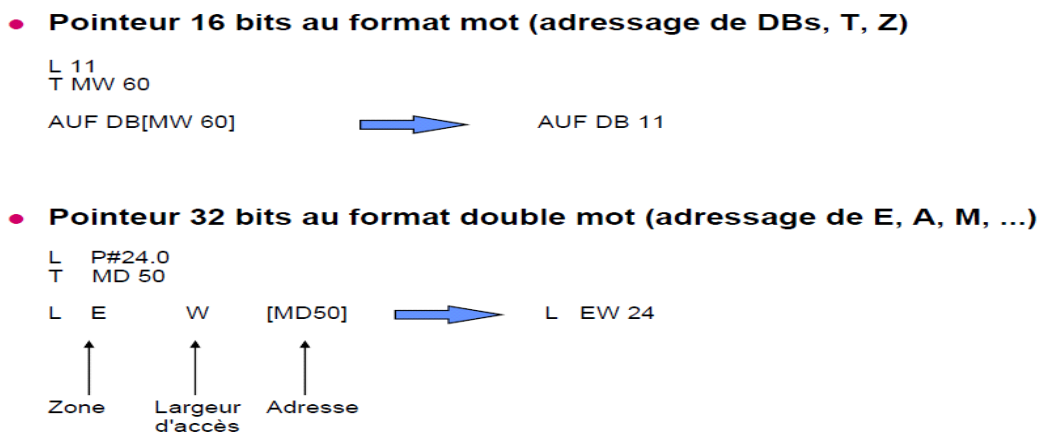 • Pointeur 16 bits au format mot (adressage de DBs, T, Z)
L 11
T MW 60
AUF DB[MW 60] AUF DB 11
• Pointeur 32 bits au format double mot (adressage de E, A, M, ...)
L P#24.0
T MD 50
L E W [MD50] L EW 24
Zone Largeur d'accès Adresse